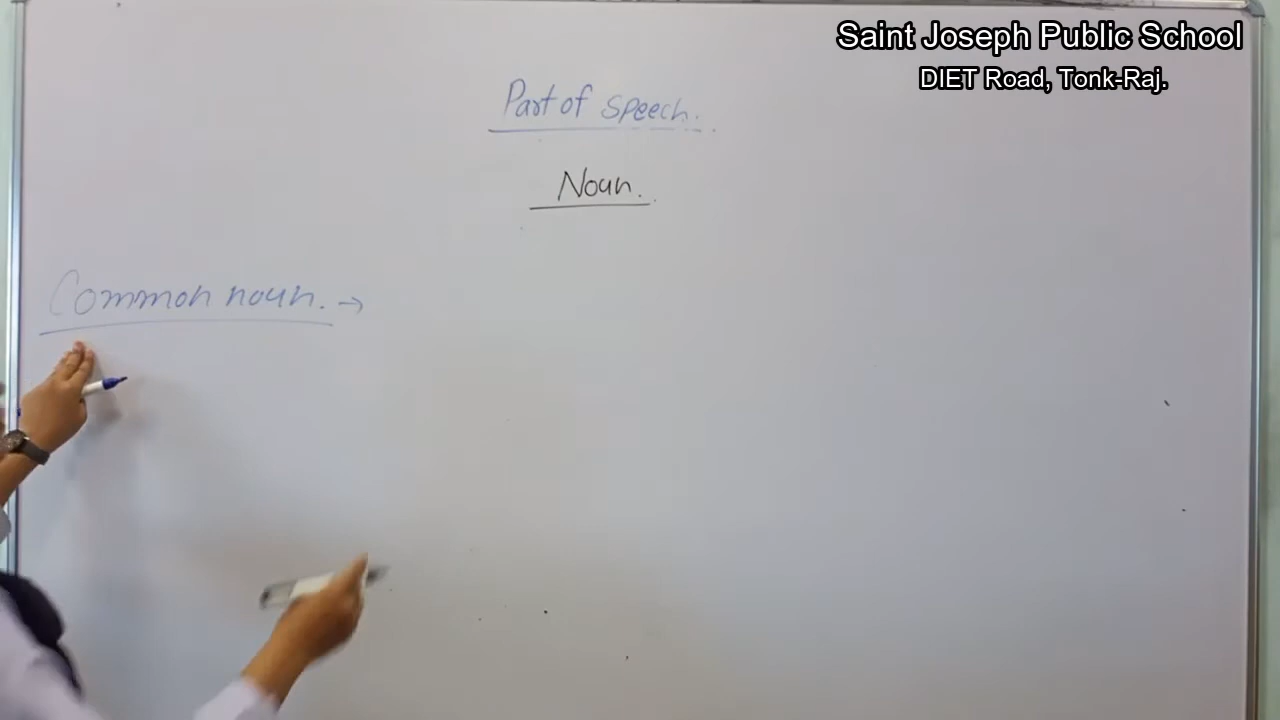 Saint Joseph Public School
DIET Road, Tonk-Raj.
Part of speech.
Noun.
Common noun. →